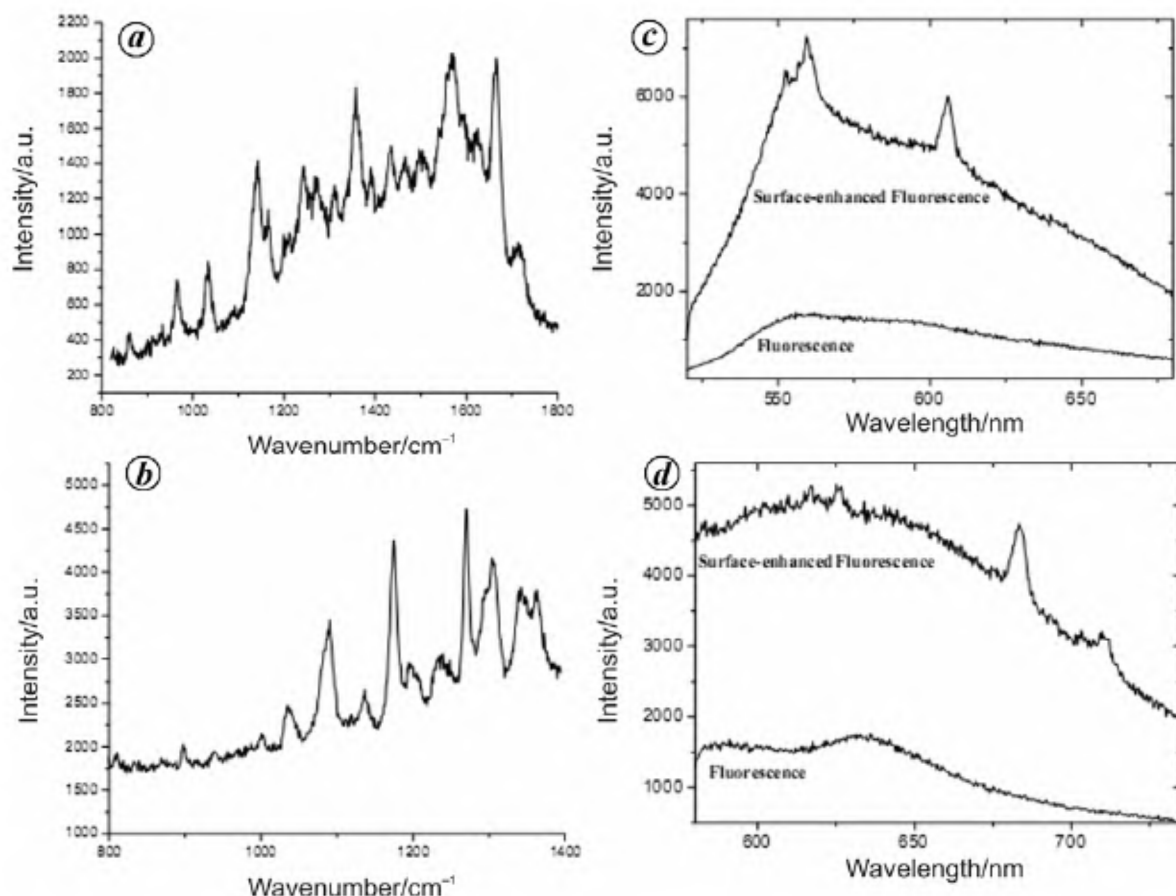 a
Intensity/a.u.
2200
2000
1800
1600
1400
1200
1000
800
600
400
200
800 1000 1200 1400 1600 1800
Wavenumber/cm⁻¹
c
Intensity/a.u.
6000
4000
2000
Surface-enhanced Fluorescence
Fluorescence
550 600 650
Wavelength/nm
b
Intensity/a.u.
5000
4500
4000
3500
3000
2500
2000
1500
1000
800 1000 1200 1400
Wavenumber/cm⁻¹
d
Intensity/a.u.
5000
4000
3000
2000
1000
Surface-enhanced Fluorescence
Fluorescence
600 650 700
Wavelength/nm